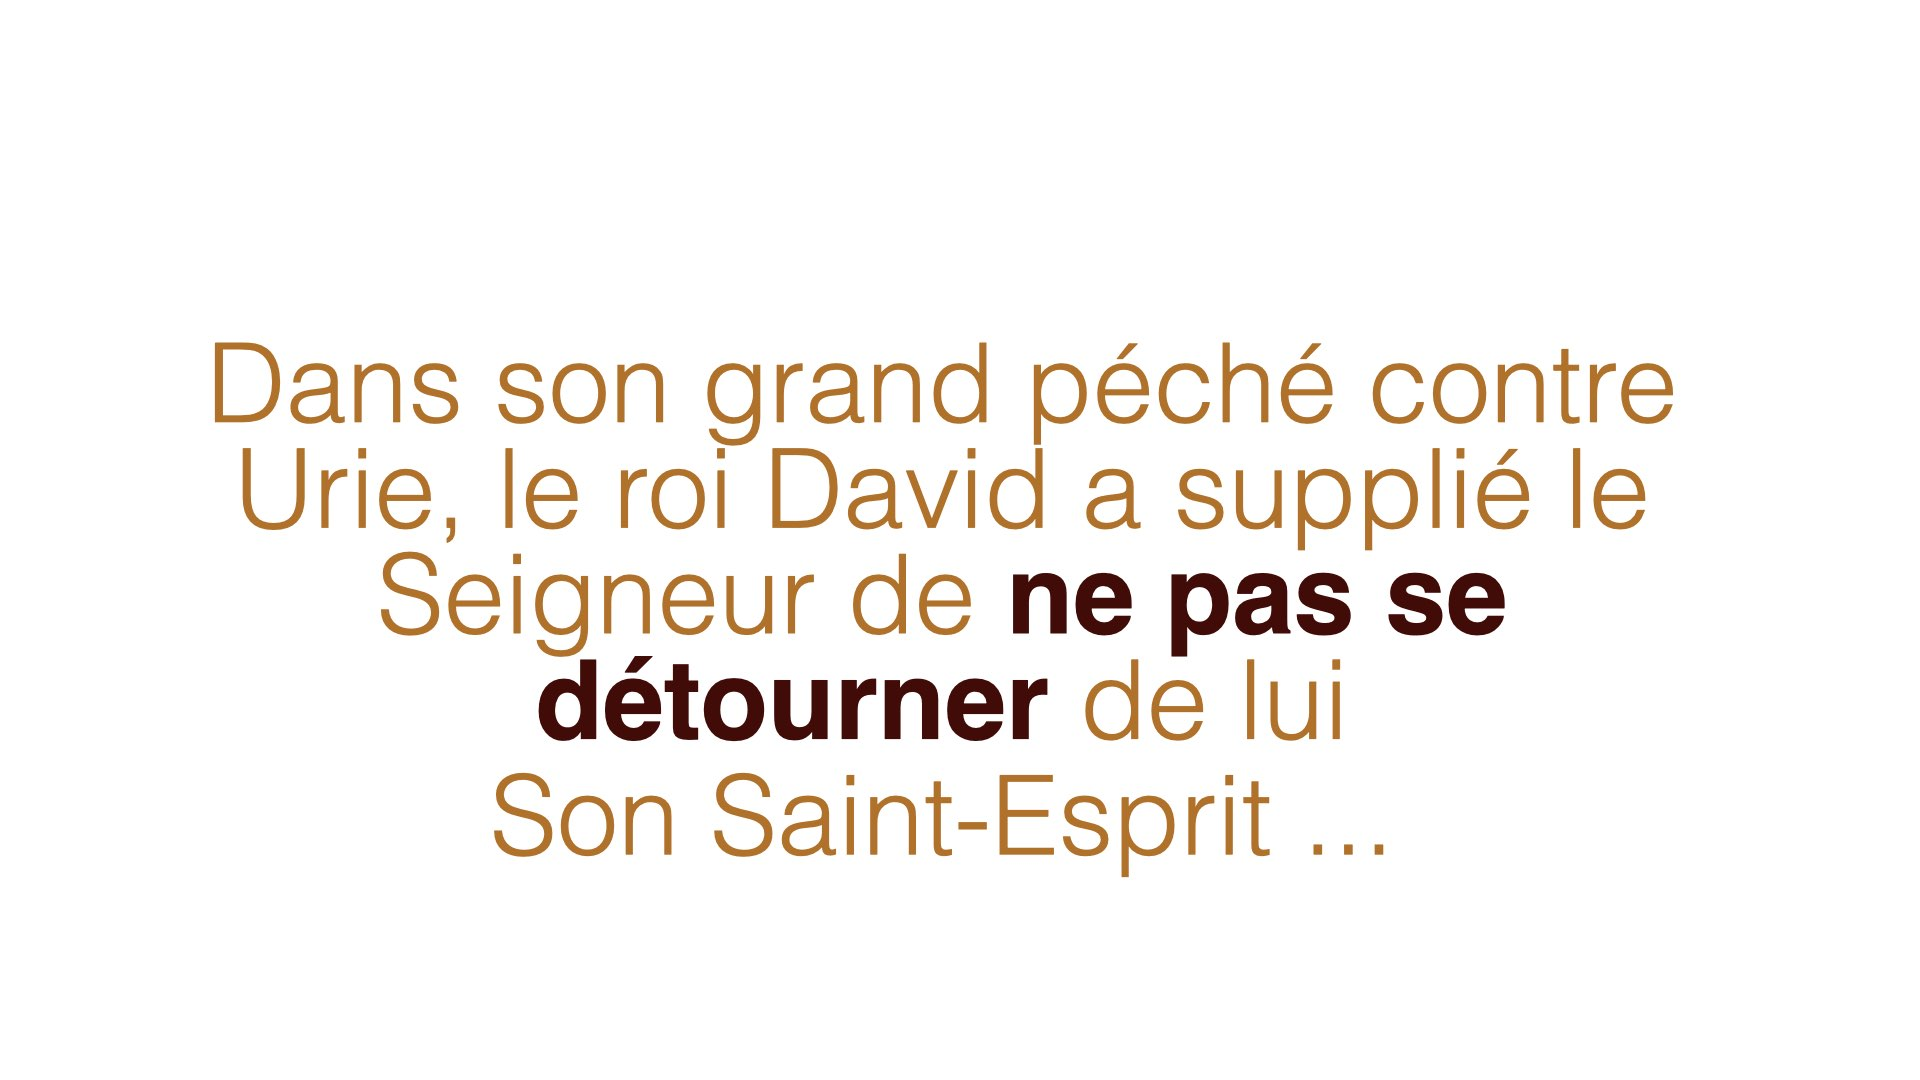 Dans son grand péché contre
Urie, le roi David a supplié le
Seigneur de ne pas se
détourner de lui
Son Saint-Esprit ...